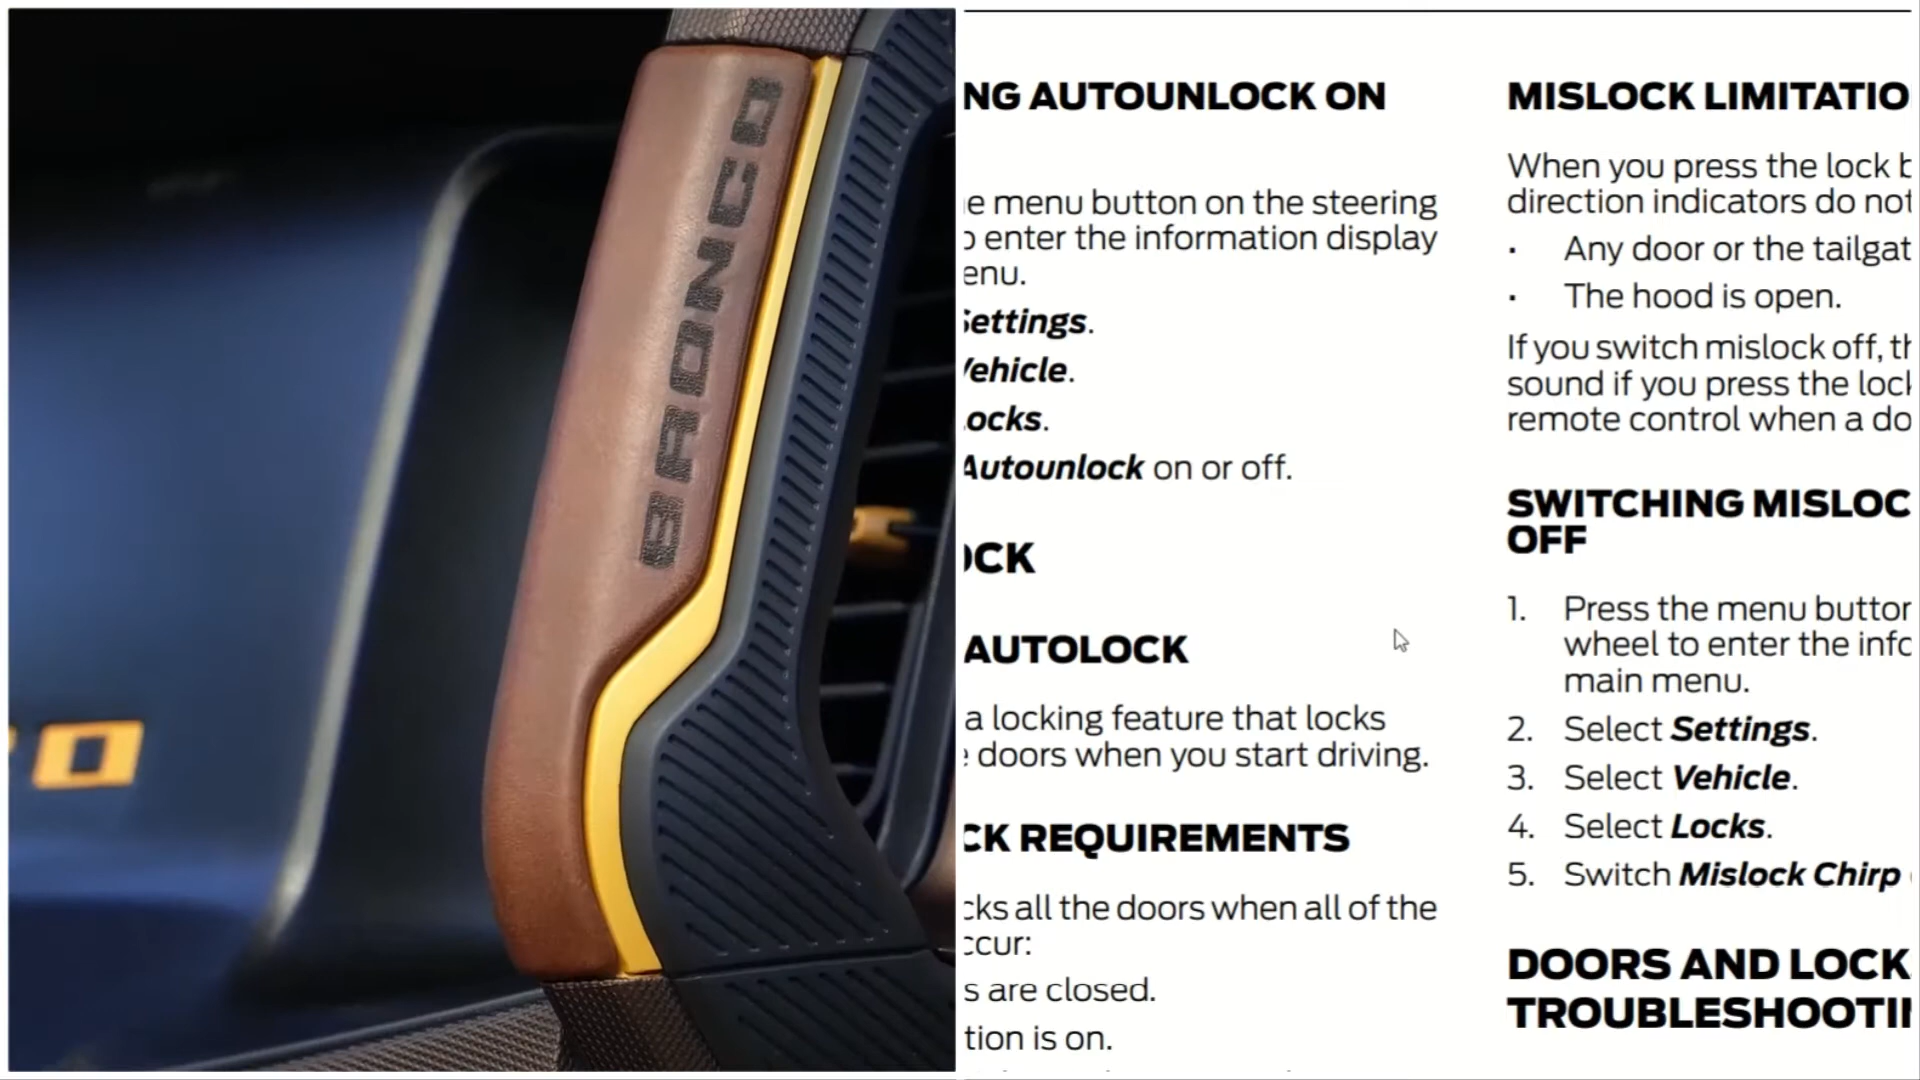 BRONCO
O
NG AUTOUNLOCK ON
e menu button on the steering
o enter the information display
enu.
Settings.
Vehicle.
ocks.
Autounlock on or off.
OCK
AUTOLOCK
a locking feature that locks
e doors when you start driving.
CK REQUIREMENTS
cks all the doors when all of the
ccur:
s are closed.
tion is on.
MISLOCK LIMITATIO
When you press the lock b
direction indicators do not
· Any door or the tailgat
· The hood is open.
If you switch mislock off, th
sound if you press the lock
remote control when a do
SWITCHING MISLOC
OFF
1. Press the menu button
wheel to enter the info
main menu.
2. Select Settings.
3. Select Vehicle.
4. Select Locks.
5. Switch Mislock Chirp
DOORS AND LOCK
TROUBLESHOOTI